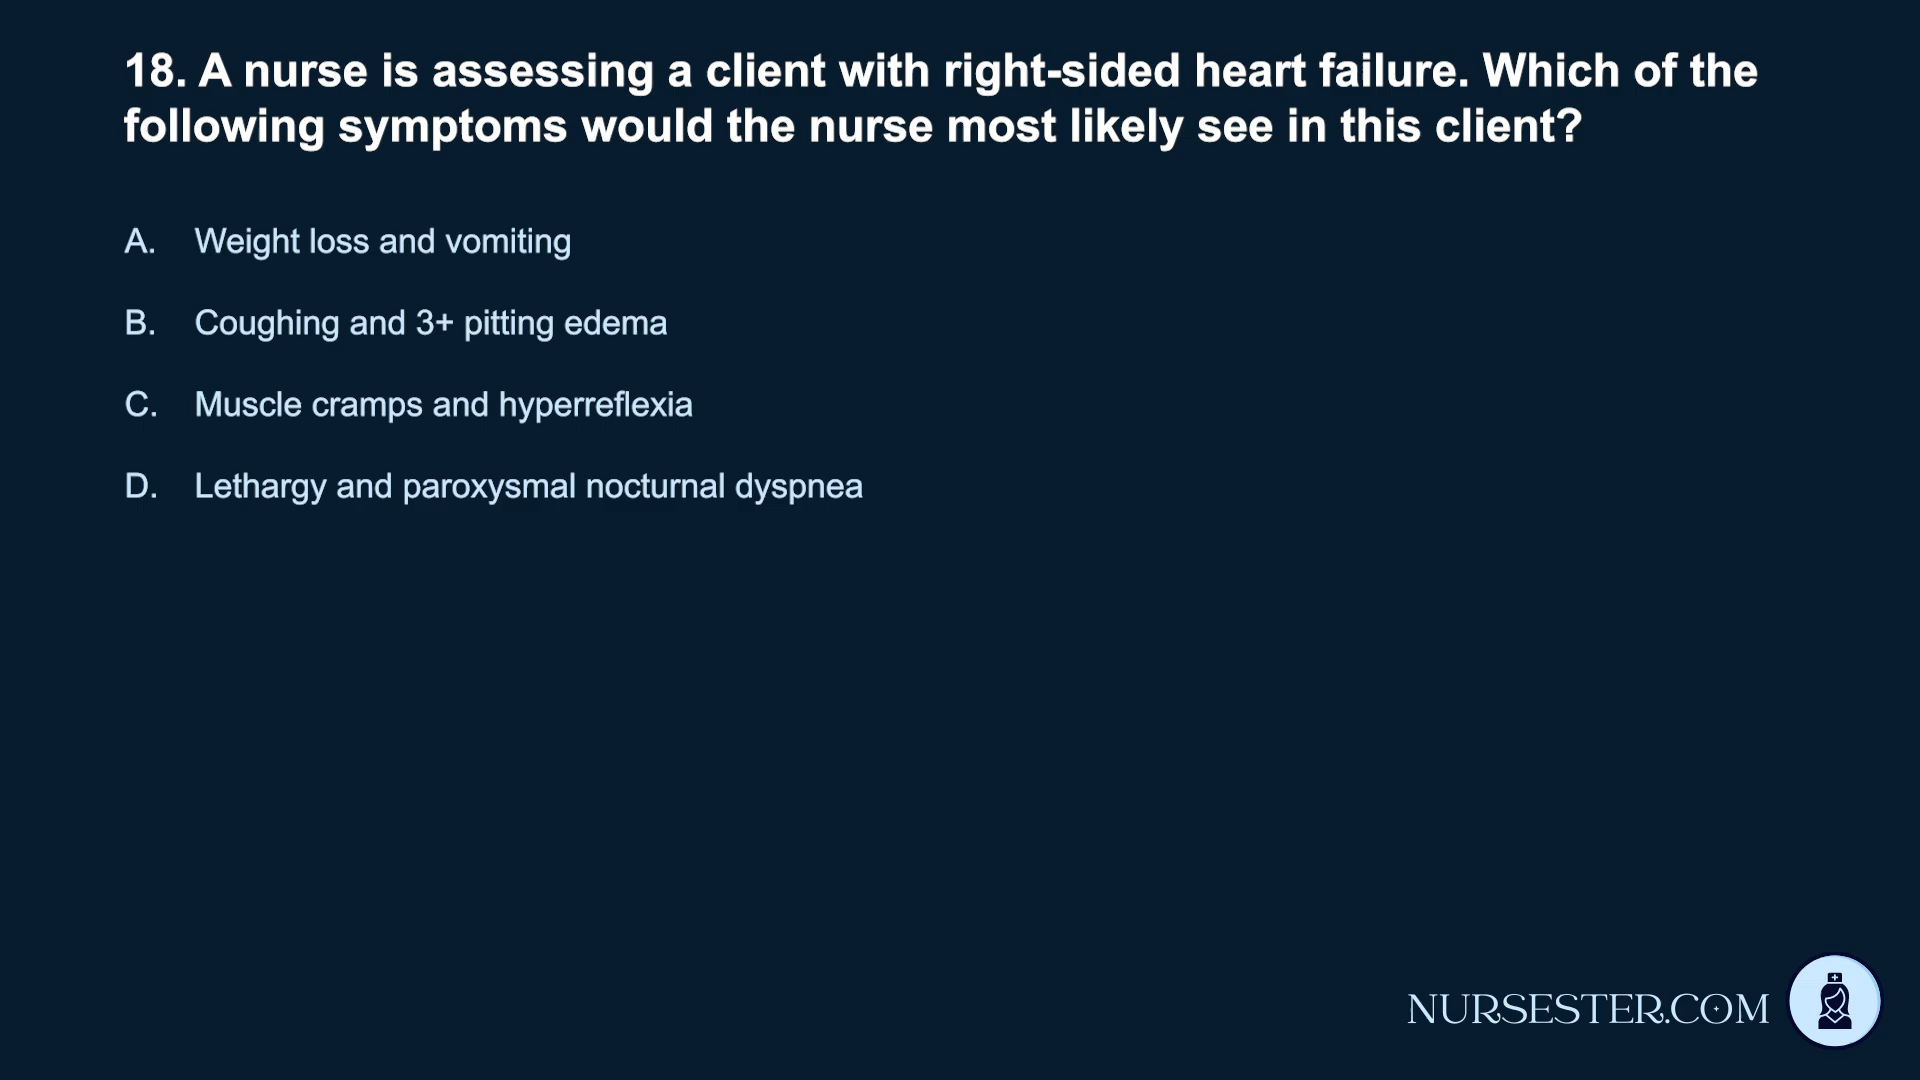 18. A nurse is assessing a client with right-sided heart failure. Which of the
following symptoms would the nurse most likely see in this client?
A. Weight loss and vomiting
B. Coughing and 3+ pitting edema
C. Muscle cramps and hyperreflexia
D. Lethargy and paroxysmal nocturnal dyspnea
NURSESTER.COM